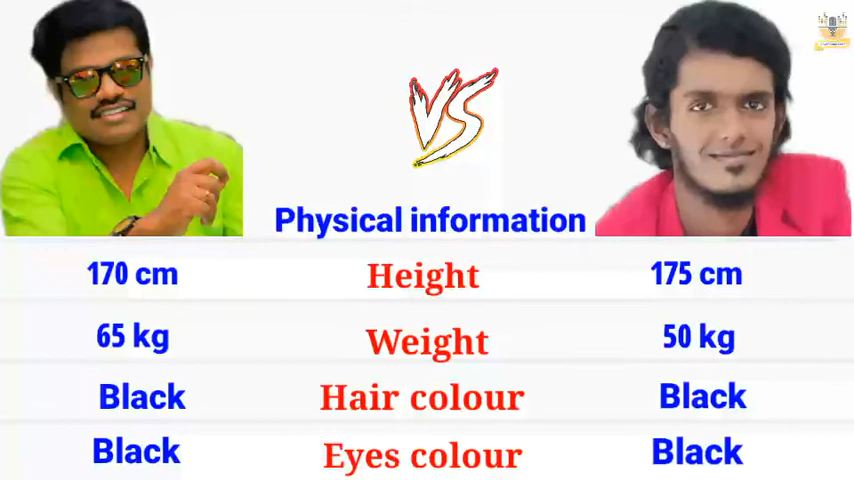 VS
Physical information
170 cm Height 175 cm
65 kg Weight 50 kg
Black Hair colour Black
Black Eyes colour Black